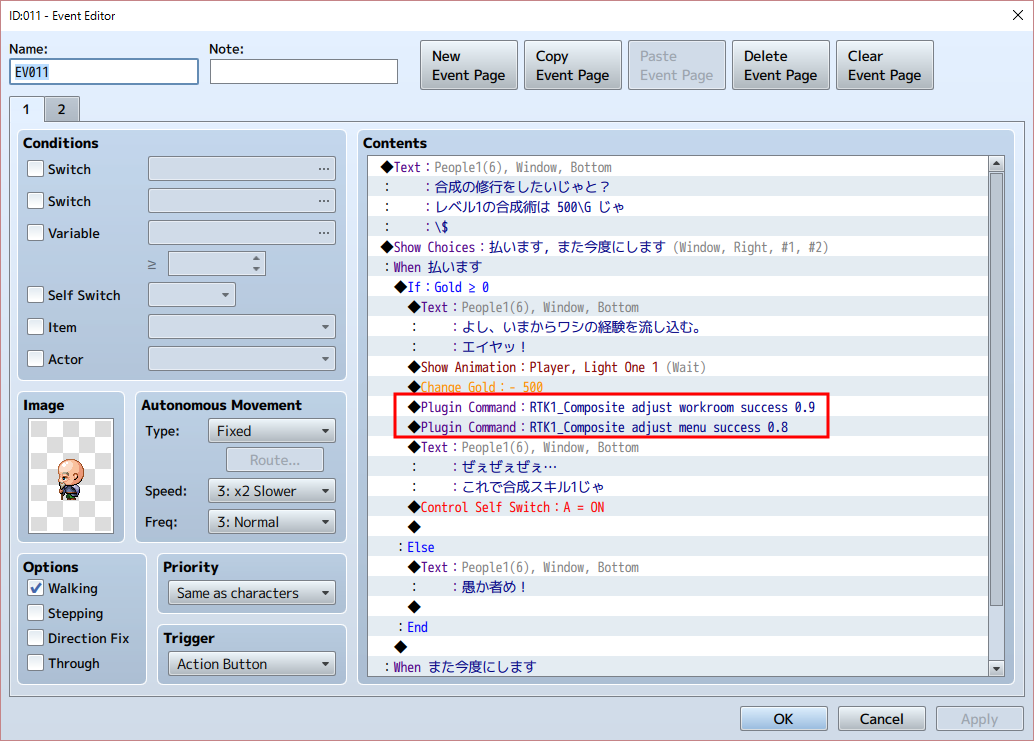 ID:011 - Event Editor
Name:
Note:
EV011
New
Event Page
Copy
Event Page
Paste
Event Page
Delete
Event Page
Clear
Event Page
1
2
Conditions
Switch
...
Switch
...
Variable
...
≥
Self Switch
Item
Actor
Image
Autonomous Movement
Type:
Fixed
Route...
Speed:
3: x2 Slower
Freq:
3: Normal
Options
Walking
Stepping
Direction Fix
Through
Priority
Same as characters
Trigger
Action Button
Contents
◆Text：People1(6), Window, Bottom
：　　：合成の修行をしたいじゃと？
：　　：レベル1の合成術は 500\G じゃ
：　　：\$
◆Show Choices：払います, また今度にします (Window, Right, #1, #2)
：When 払います
◆If：Gold ≥ 0
◆Text：People1(6), Window, Bottom
：　　：よし、いまからワシの経験を流し込む。
：　　：エイヤッ！
◆Show Animation：Player, Light One 1 (Wait)
◆Change Gold：- 500
◆Plugin Command：RTK1_Composite adjust workroom success 0.9
◆Plugin Command：RTK1_Composite adjust menu success 0.8
◆Text：People1(6), Window, Bottom
：　　：ぜぇぜぇぜぇ…
：　　：これで合成スキル1じゃ
◆Control Self Switch：A = ON
◆
：Else
◆Text：People1(6), Window, Bottom
：　　：愚か者め！
◆
：End
◆
：When また今度にします
OK
Cancel
Apply